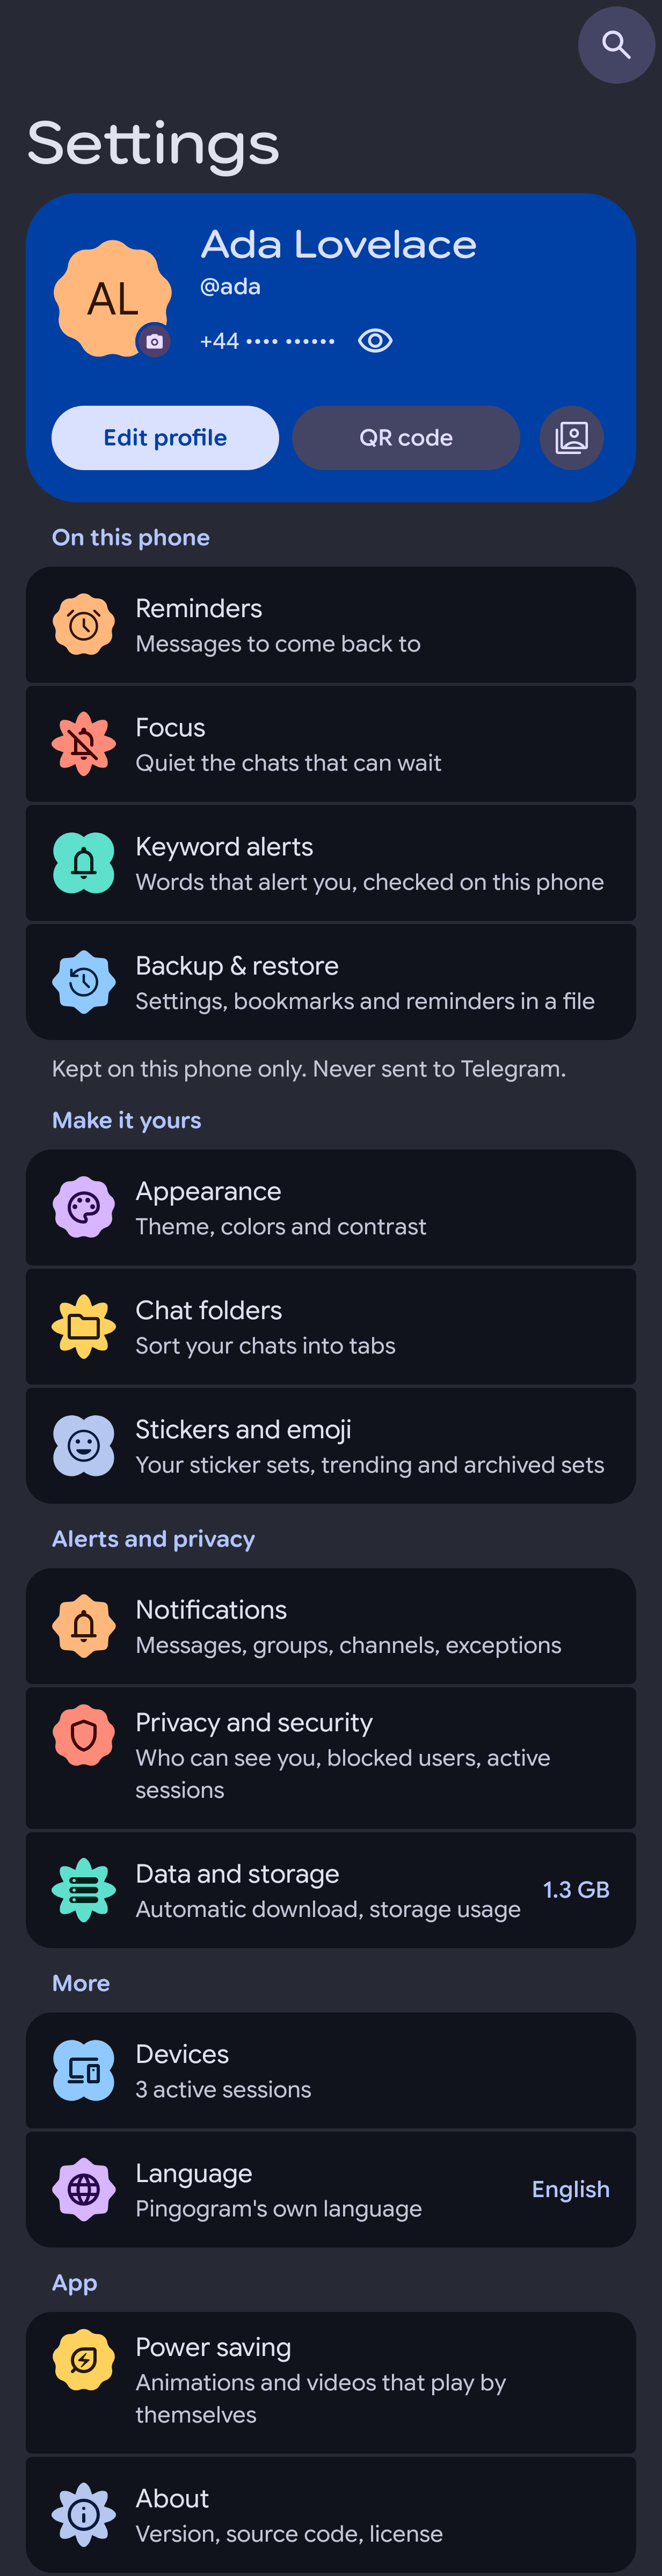 Settings
AL
Ada Lovelace
@ada
+44 •••• ••••••
Edit profile
QR code
On this phone
Reminders
Messages to come back to
Focus
Quiet the chats that can wait
Keyword alerts
Words that alert you, checked on this phone
Backup & restore
Settings, bookmarks and reminders in a file
Kept on this phone only. Never sent to Telegram.
Make it yours
Appearance
Theme, colors and contrast
Chat folders
Sort your chats into tabs
Stickers and emoji
Your sticker sets, trending and archived sets
Alerts and privacy
Notifications
Messages, groups, channels, exceptions
Privacy and security
Who can see you, blocked users, active
sessions
Data and storage
Automatic download, storage usage
1.3 GB
More
Devices
3 active sessions
Language
Pingogram's own language
English
App
Power saving
Animations and videos that play by
themselves
About
Version, source code, license